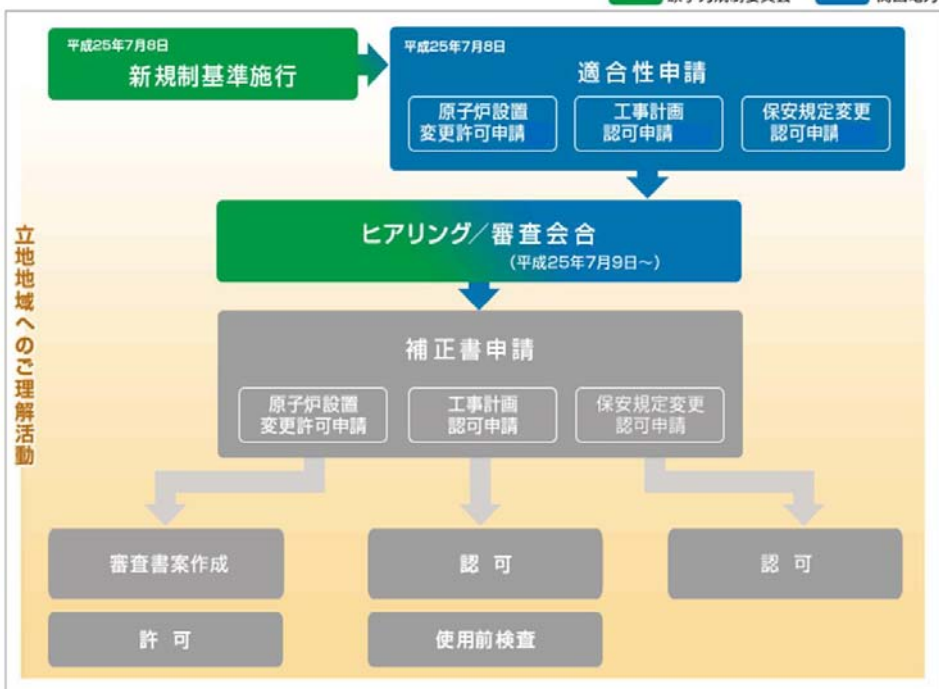 平成25年7月8日
新規制基準施行
平成25年7月8日
適合性申請
原子炉設置
変更許可申請
工事計画
認可申請
保安規定変更
認可申請
ヒアリング／審査会合
（平成25年7月9日～）
立地地域へのご理解活動
補正書申請
原子炉設置
変更許可申請
工事計画
認可申請
保安規定変更
認可申請
審査書案作成
認可
認可
許可
使用前検査